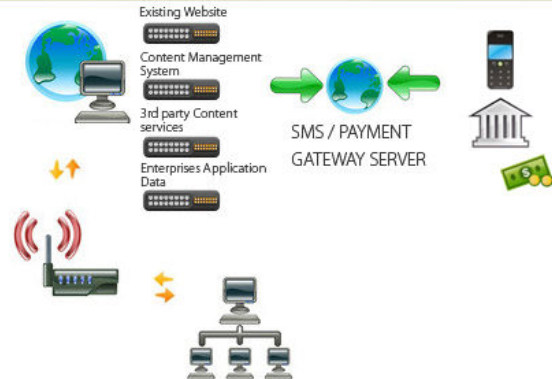 Existing Website
Content Management
System
3rd party Content
services
Enterprises Application
Data
SMS / PAYMENT
GATEWAY SERVER
$